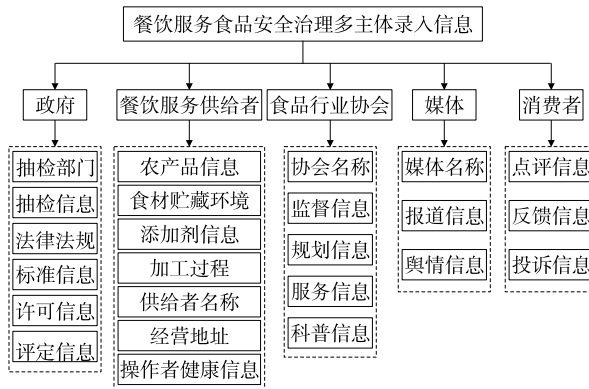 餐饮服务食品安全治理多主体录入信息
政府
餐饮服务供给者
食品行业协会
媒体
消费者
抽检部门
抽检信息
法律法规
标准信息
许可信息
评定信息
农产品信息
食材贮藏环境
添加剂信息
加工过程
供给者名称
经营地址
操作者健康信息
协会名称
监督信息
规划信息
服务信息
科普信息
媒体名称
报道信息
舆情信息
点评信息
反馈信息
投诉信息